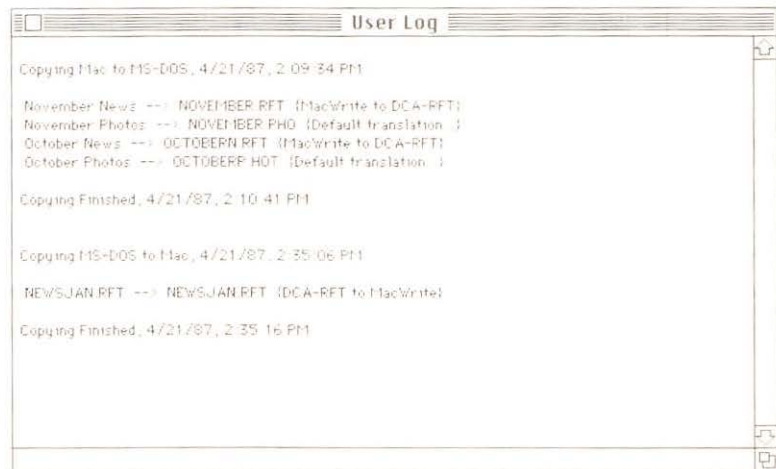 User Log
Copying Mac to MS-DOS, 4/21/87, 2:09:34 PM
November News --> NOVEMBER.RFT {MacWrite to DCA-RFT}
November Photos --> NOVEMBER.PHO {Default translation...}
October News --> OCTOBERN.RFT {MacWrite to DCA-RFT}
October Photos --> OCTOBERP.HOT {Default translation...}
Copying Finished, 4/21/87, 2:10:41 PM
Copying MS-DOS to Mac, 4/21/87, 2:35:06 PM
NEWSJAN.RFT --> NEWSJAN.RFT {DCA-RFT to MacWrite}
Copying Finished, 4/21/87, 2:35:16 PM